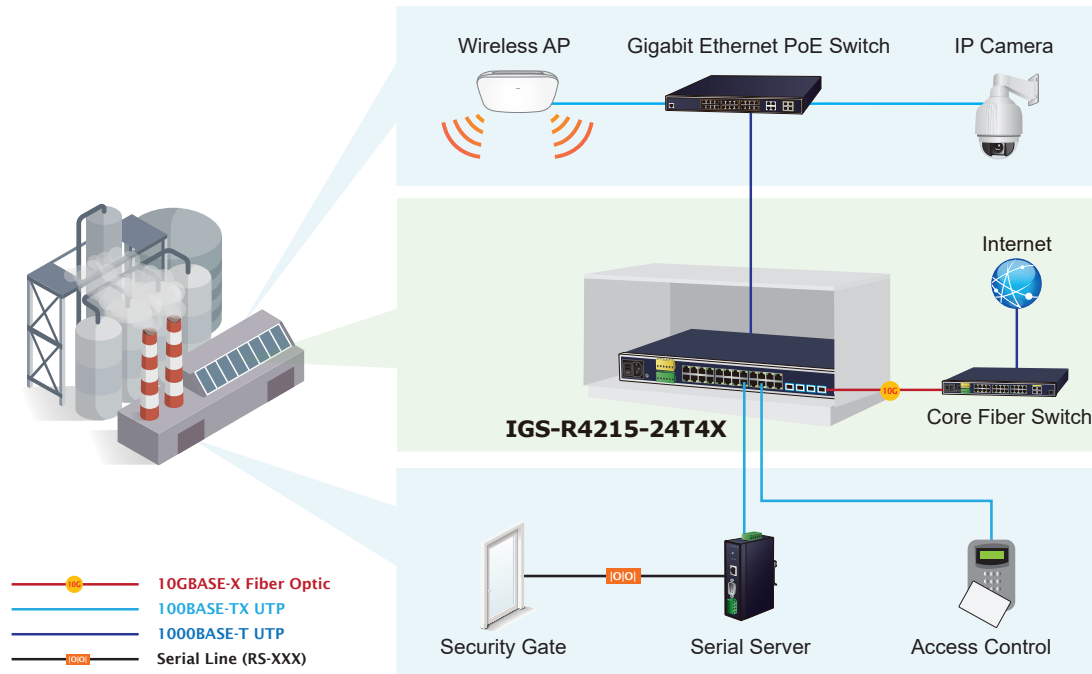 Wireless AP
Gigabit Ethernet PoE Switch
IP Camera
Internet
10G
Core Fiber Switch
IGS-R4215-24T4X
10G
10GBASE-X Fiber Optic
100BASE-TX UTP
1000BASE-T UTP
|O|O|
Serial Line (RS-XXX)
|O|O|
Security Gate
Serial Server
Access Control